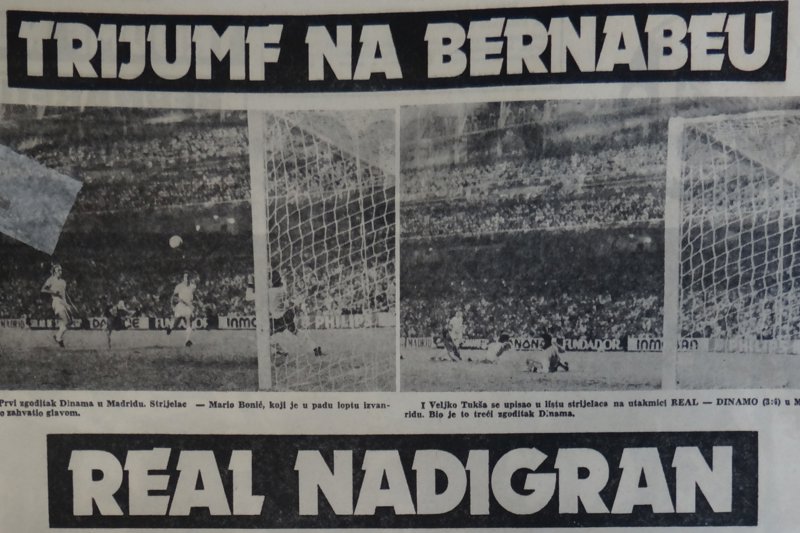 TRIJUMF NA BERNABEU
MADRID
FUNDADOR
Prvi zgoditak Dinama u Madridu. Strijelac — Mario Bonić, koji je u padu loptu izvan-
o zahvatio glavom.
I Veljko Tukša se upisao u listu strijelaca na utakmici REAL — DINAMO (3:4) u M
ridu. Bio je to treći zgoditak Dinama.
REAL NADIGRAN